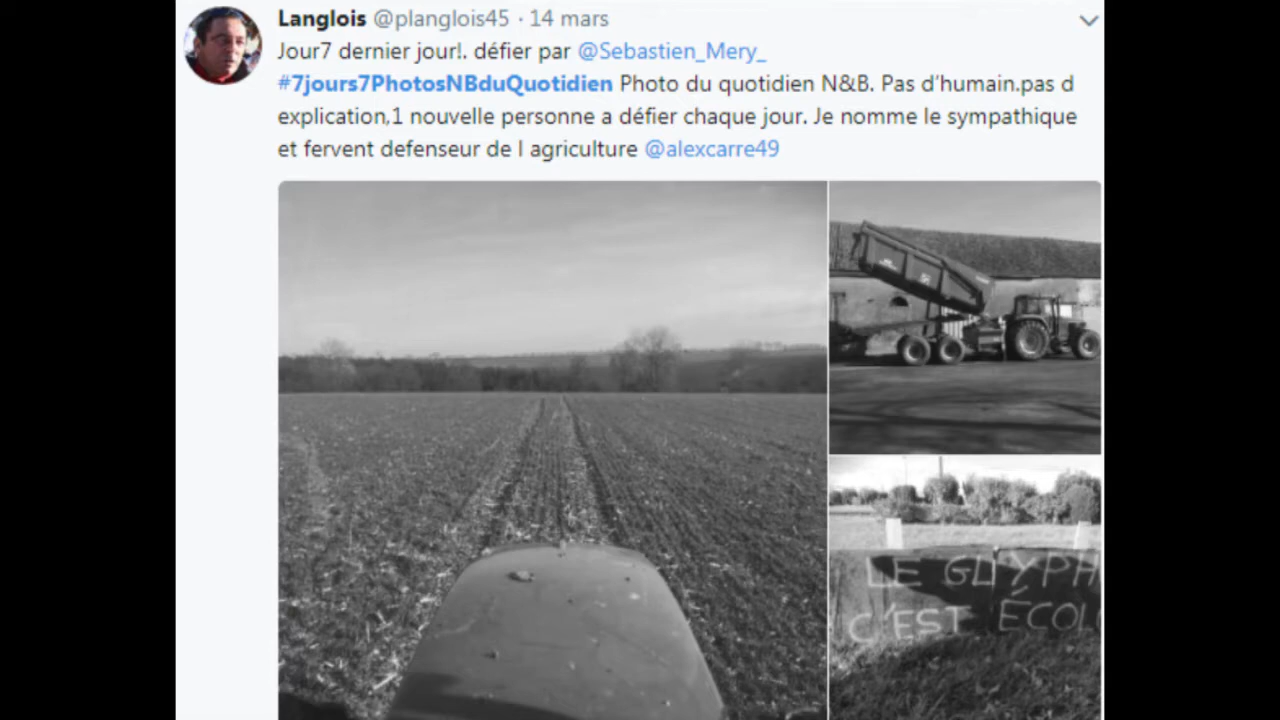 Langlois @planglois45 · 14 mars
Jour7 dernier jour!. défier par @Sebastien_Mery_
#7jours7PhotosNBduQuotidien Photo du quotidien N&B. Pas d'humain.pas d
explication,1 nouvelle personne a défier chaque jour. Je nomme le sympathique
et fervent defenseur de l agriculture @alexcarre49
LE GLYPH
C'EST ÉCOL